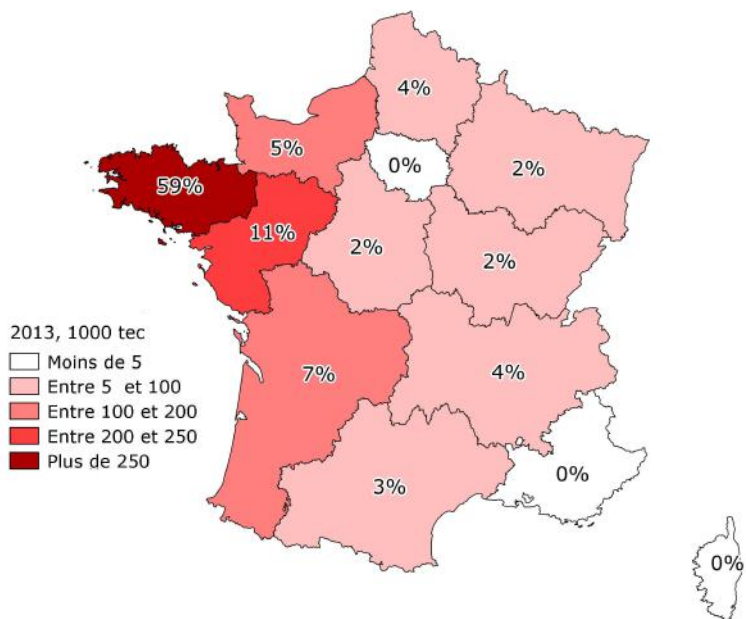 4%
5%
0%
2%
59%
11%
2%
2%
2013, 1000 tec
Moins de 5
Entre 5 et 100
Entre 100 et 200
Entre 200 et 250
Plus de 250
7%
4%
3%
0%
0%